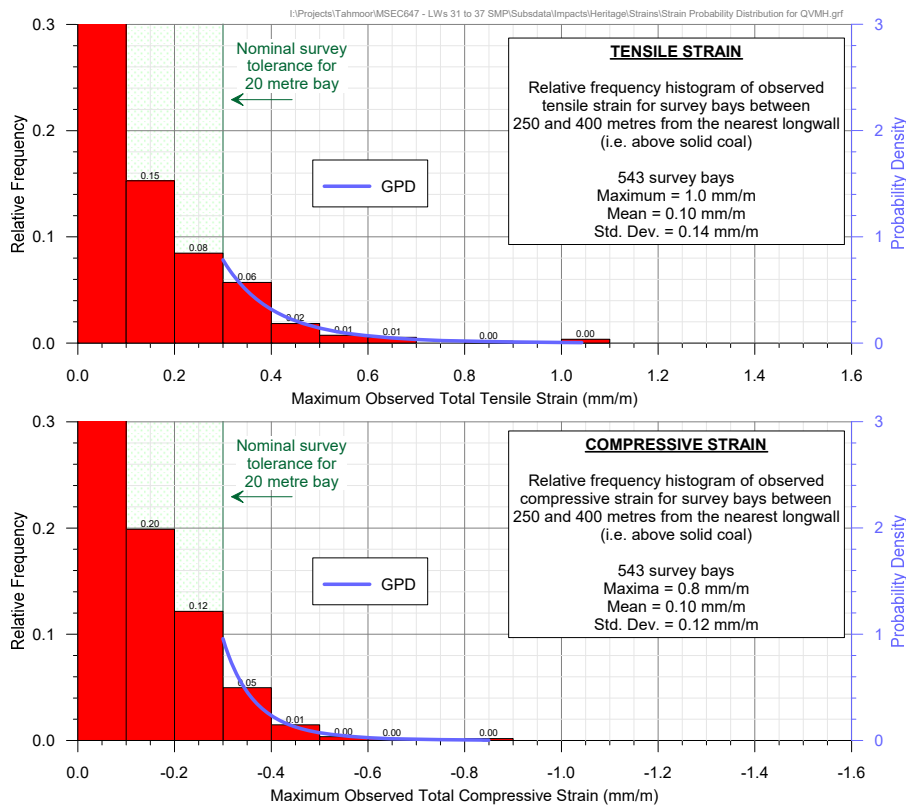 I:\Projects\Tahmoor\MSEC647 - LWs 31 to 37 SMP\Subsdata\Impacts\Heritage\Strains\Strain Probability Distribution for QVMH.grf
0.3
0.2
0.1
0.0
Relative Frequency
Nominal survey
tolerance for
20 metre bay
GPD
TENSILE STRAIN
Relative frequency histogram of observed
tensile strain for survey bays between
250 and 400 metres from the nearest longwall
(i.e. above solid coal)
543 survey bays
Maximum = 1.0 mm/m
Mean = 0.10 mm/m
Std. Dev. = 0.14 mm/m
3
2
1
0
Probability Density
0.15
0.08
0.06
0.02
0.01
0.01
0.00
0.00
0.0 0.2 0.4 0.6 0.8 1.0 1.2 1.4 1.6
Maximum Observed Total Tensile Strain (mm/m)
0.3
0.2
0.1
0.0
Relative Frequency
Nominal survey
tolerance for
20 metre bay
GPD
COMPRESSIVE STRAIN
Relative frequency histogram of observed
compressive strain for survey bays between
250 and 400 metres from the nearest longwall
(i.e. above solid coal)
543 survey bays
Maxima = 0.8 mm/m
Mean = 0.10 mm/m
Std. Dev. = 0.12 mm/m
3
2
1
0
Probability Density
0.20
0.12
0.05
0.01
0.00
0.00
0.00
0.0 -0.2 -0.4 -0.6 -0.8 -1.0 -1.2 -1.4 -1.6
Maximum Observed Total Compressive Strain (mm/m)